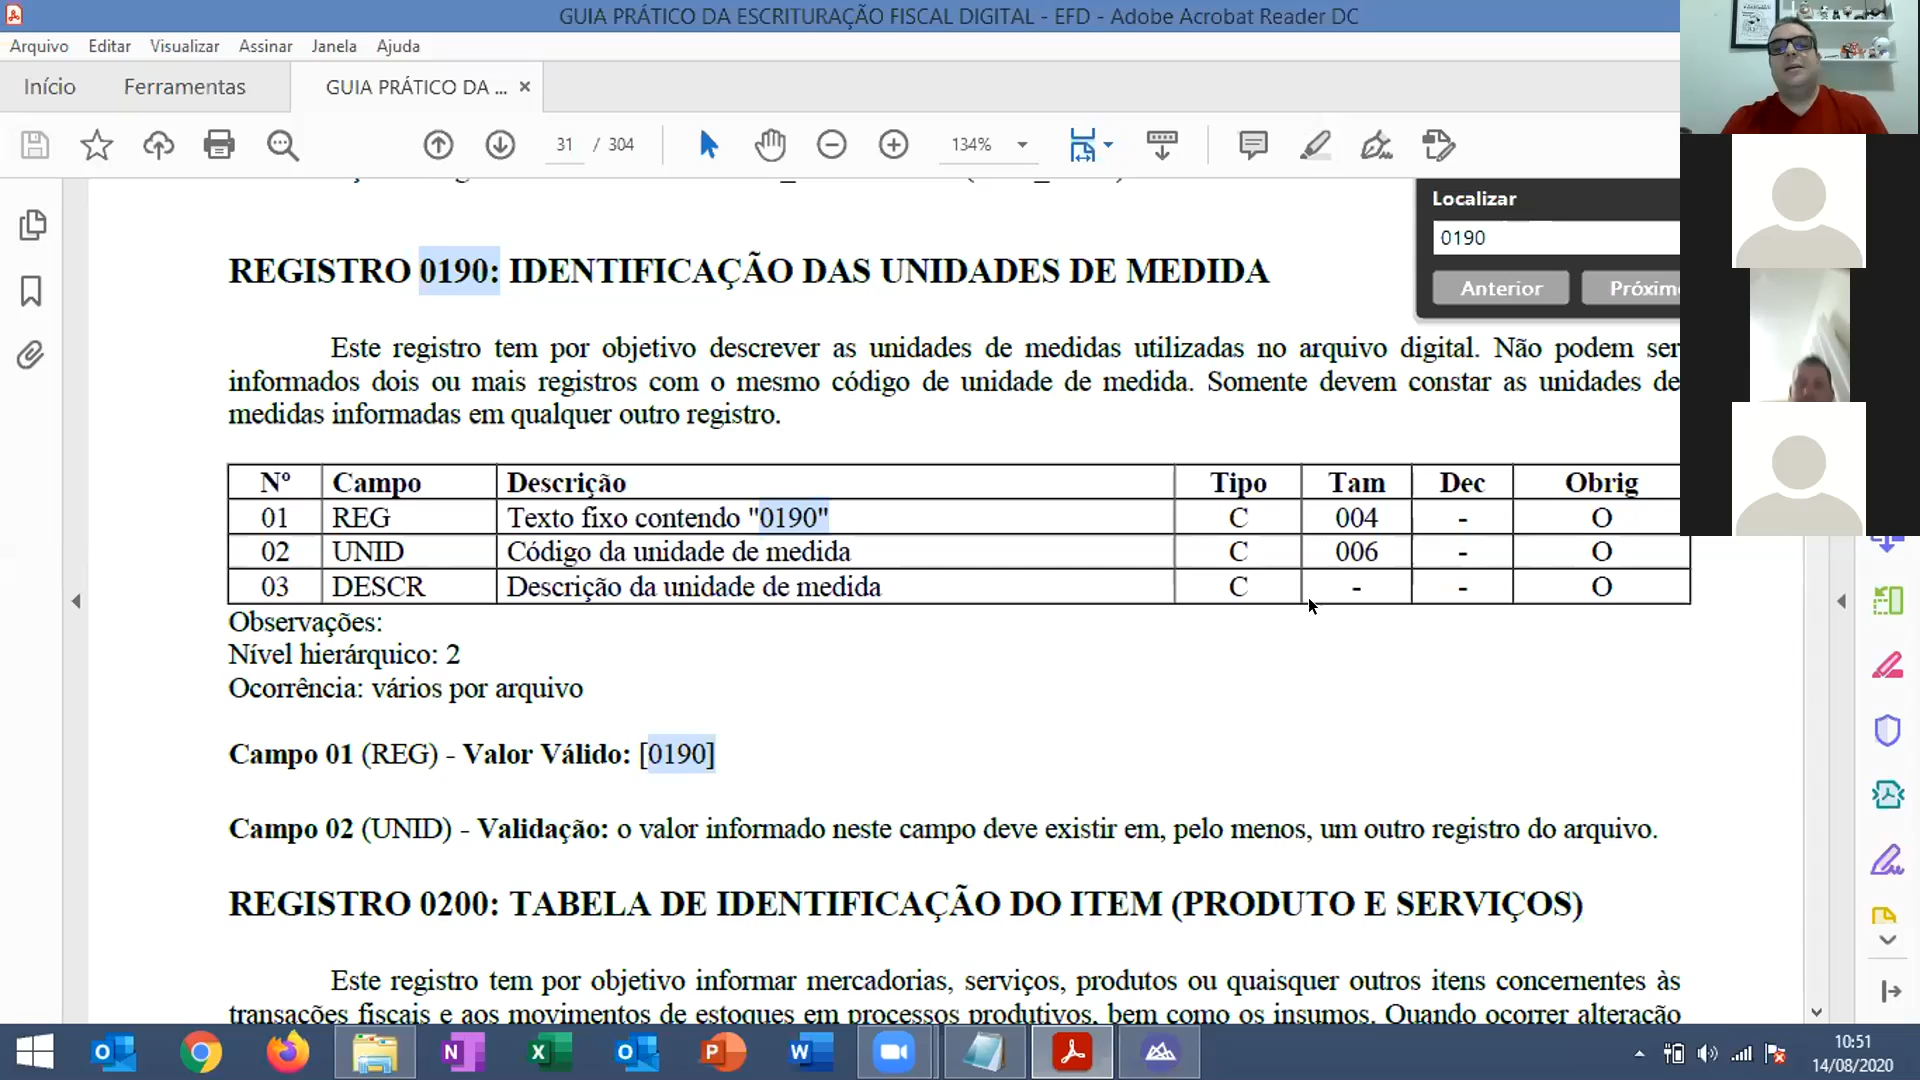 GUIA PRÁTICO DA ESCRITURAÇÃO FISCAL DIGITAL - EFD - Adobe Acrobat Reader DC
Arquivo Editar Visualizar Assinar Janela Ajuda
Início Ferramentas GUIA PRÁTICO DA ... ×
31 / 304 134%
Localizar
0190
Anterior Próxim
REGISTRO 0190: IDENTIFICAÇÃO DAS UNIDADES DE MEDIDA
Este registro tem por objetivo descrever as unidades de medidas utilizadas no arquivo digital. Não podem ser
informados dois ou mais registros com o mesmo código de unidade de medida. Somente devem constar as unidades de
medidas informadas em qualquer outro registro.
Nº Campo Descrição Tipo Tam Dec Obrig
01 REG Texto fixo contendo "0190" C 004 - O
02 UNID Código da unidade de medida C 006 - O
03 DESCR Descrição da unidade de medida C - - O
Observações:
Nível hierárquico: 2
Ocorrência: vários por arquivo
Campo 01 (REG) - Valor Válido: [0190]
Campo 02 (UNID) - Validação: o valor informado neste campo deve existir em, pelo menos, um outro registro do arquivo.
REGISTRO 0200: TABELA DE IDENTIFICAÇÃO DO ITEM (PRODUTO E SERVIÇOS)
Este registro tem por objetivo informar mercadorias, serviços, produtos ou quaisquer outros itens concernentes às
transações fiscais e aos movimentos de estoques em processos produtivos, bem como os insumos. Quando ocorrer alteração
10:51
14/08/2020